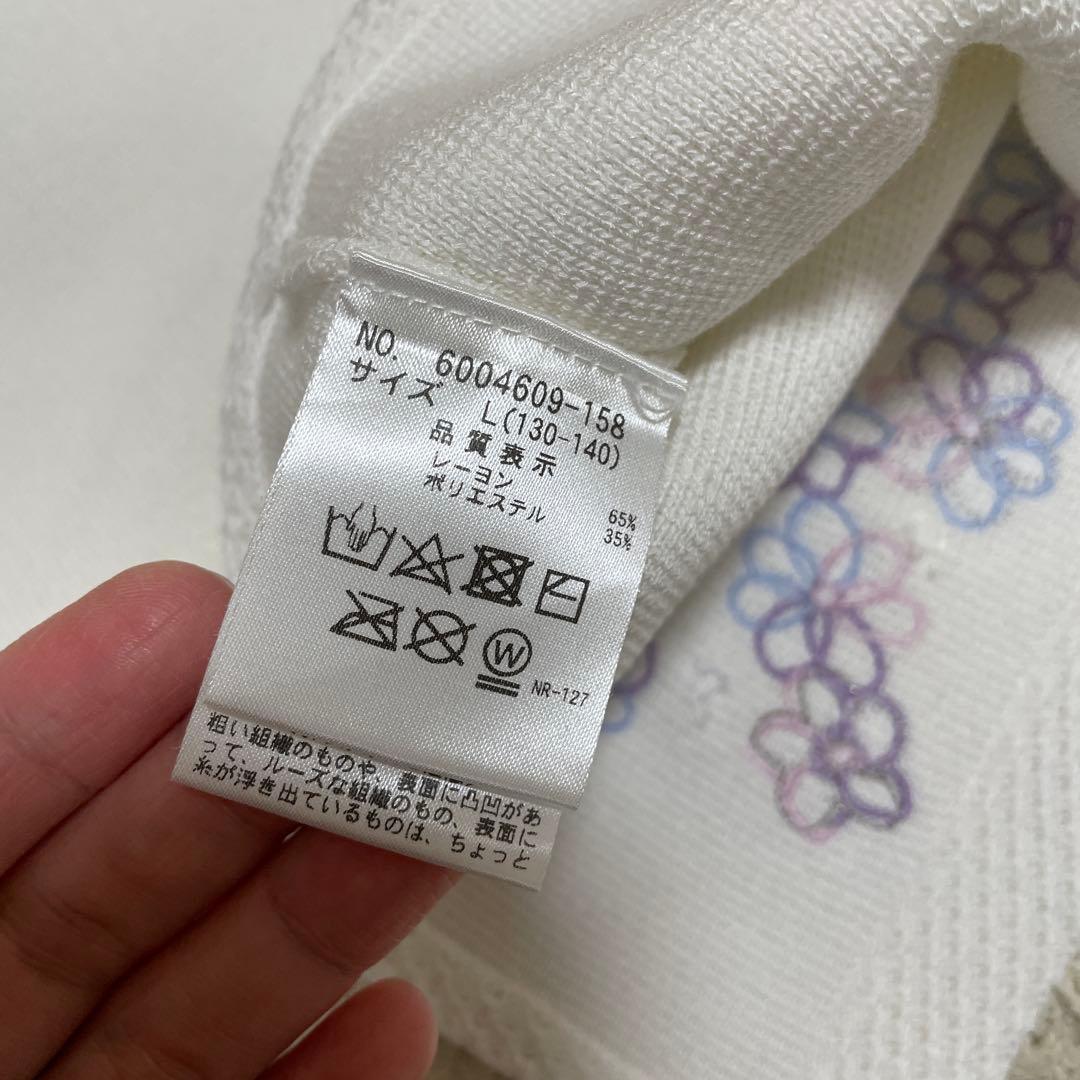 NO. 6004609-158
サイズ L(130-140)
品質表示
レーヨン 65%
ポリエステル 35%
W
NR-127
粗い組織のものや、表面に凸凹があ
って、ルーズな組織のもの、表面に
糸が浮き出ているものは、ちょっと